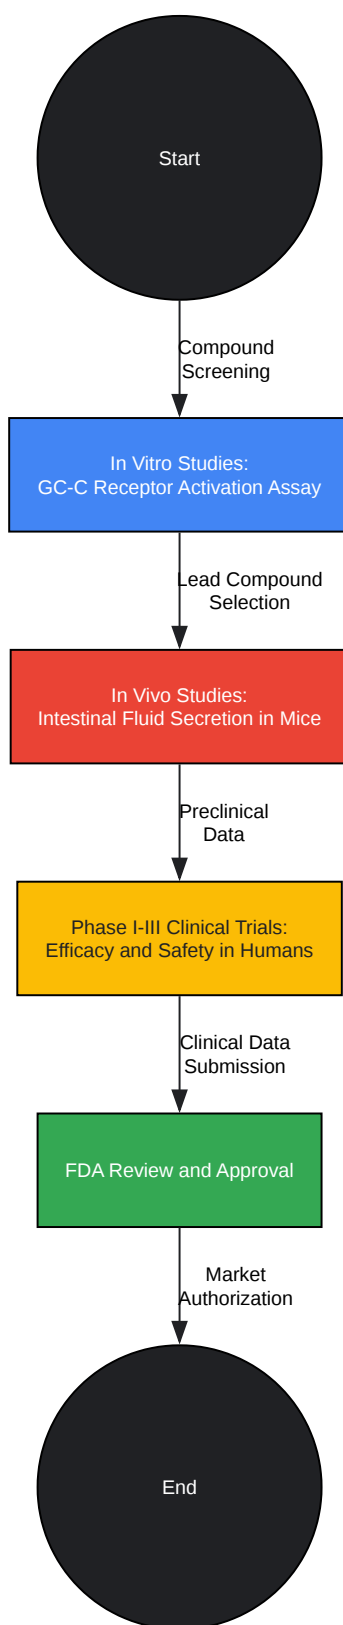 Start
Compound
Screening
In Vitro Studies:
GC-C Receptor Activation Assay
Lead Compound
Selection
In Vivo Studies:
Intestinal Fluid Secretion in Mice
Preclinical
Data
Phase I-III Clinical Trials:
Efficacy and Safety in Humans
Clinical Data
Submission
FDA Review and Approval
Market
Authorization
End